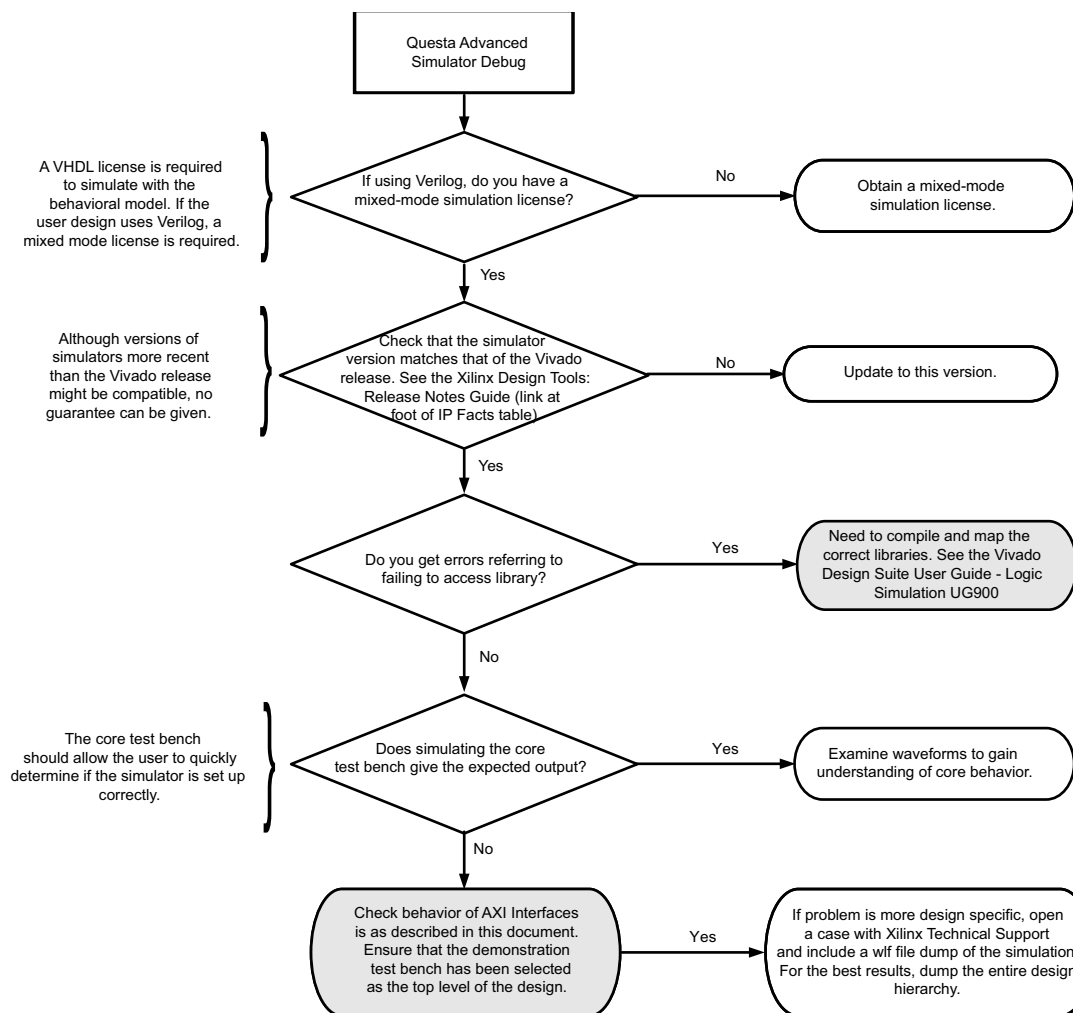 Questa Advanced
Simulator Debug
A VHDL license is required
to simulate with the
behavioral model. If the
user design uses Verilog, a
mixed mode license is required.
If using Verilog, do you have a
mixed-mode simulation license?
No
Obtain a mixed-mode
simulation license.
Yes
Although versions of
simulators more recent
than the Vivado release
might be compatible, no
guarantee can be given.
Check that the simulator
version matches that of the Vivado
release. See the Xilinx Design Tools:
Release Notes Guide (link at
foot of IP Facts table)
No
Update to this version.
Yes
Do you get errors referring to
failing to access library?
Yes
Need to compile and map the
correct libraries. See the Vivado
Design Suite User Guide - Logic
Simulation UG900
No
The core test bench
should allow the user to quickly
determine if the simulator is set up
correctly.
Does simulating the core
test bench give the expected output?
Yes
Examine waveforms to gain
understanding of core behavior.
No
Check behavior of AXI Interfaces
is as described in this document.
Ensure that the demonstration
test bench has been selected
as the top level of the design.
Yes
If problem is more design specific, open
a case with Xilinx Technical Support
and include a wlf file dump of the simulation
For the best results, dump the entire design
hierarchy.